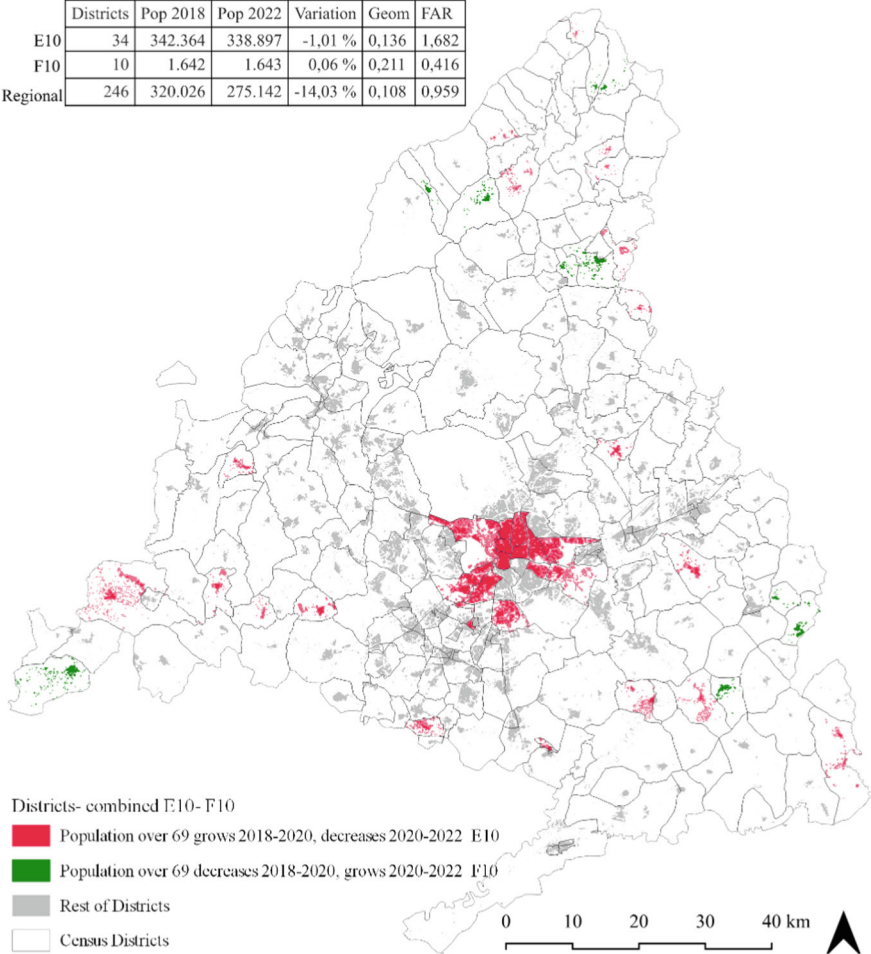 Districts Pop 2018 Pop 2022 Variation Geom FAR
E10 34 342.364 338.897 -1,01 % 0,136 1,682
F10 10 1.642 1.643 0,06 % 0,211 0,416
Regional 246 320.026 275.142 -14,03 % 0,108 0,959
Districts- combined E10- F10
Population over 69 grows 2018-2020, decreases 2020-2022 E10
Population over 69 decreases 2018-2020, grows 2020-2022 F10
Rest of Districts
Census Districts
0 10 20 30 40 km